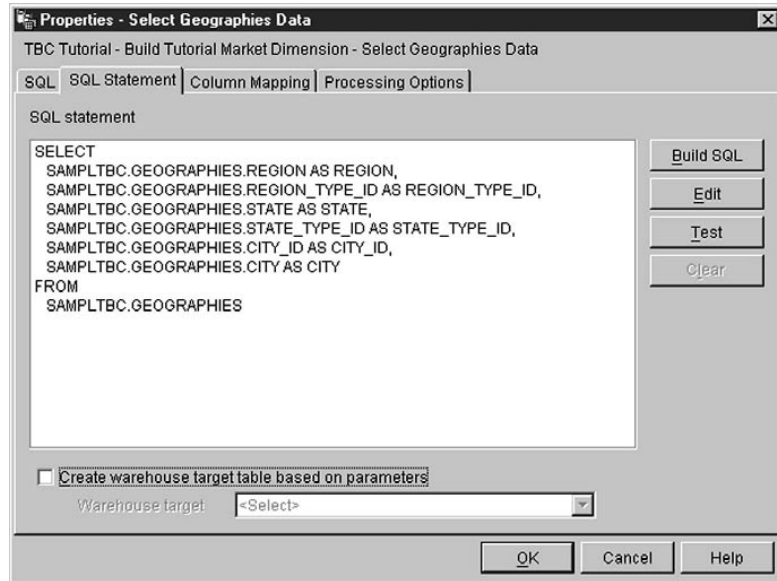 Properties - Select Geographies Data
TBC Tutorial - Build Tutorial Market Dimension - Select Geographies Data
SQL SQL Statement Column Mapping Processing Options
SQL statement
SELECT
SAMPLTBC.GEOGRAPHIES.REGION AS REGION,
SAMPLTBC.GEOGRAPHIES.REGION_TYPE_ID AS REGION_TYPE_ID,
SAMPLTBC.GEOGRAPHIES.STATE AS STATE,
SAMPLTBC.GEOGRAPHIES.STATE_TYPE_ID AS STATE_TYPE_ID,
SAMPLTBC.GEOGRAPHIES.CITY_ID AS CITY_ID,
SAMPLTBC.GEOGRAPHIES.CITY AS CITY
FROM
SAMPLTBC.GEOGRAPHIES
Build SQL
Edit
Test
Clear
Create warehouse target table based on parameters
Warehouse target <Select>
OK Cancel Help